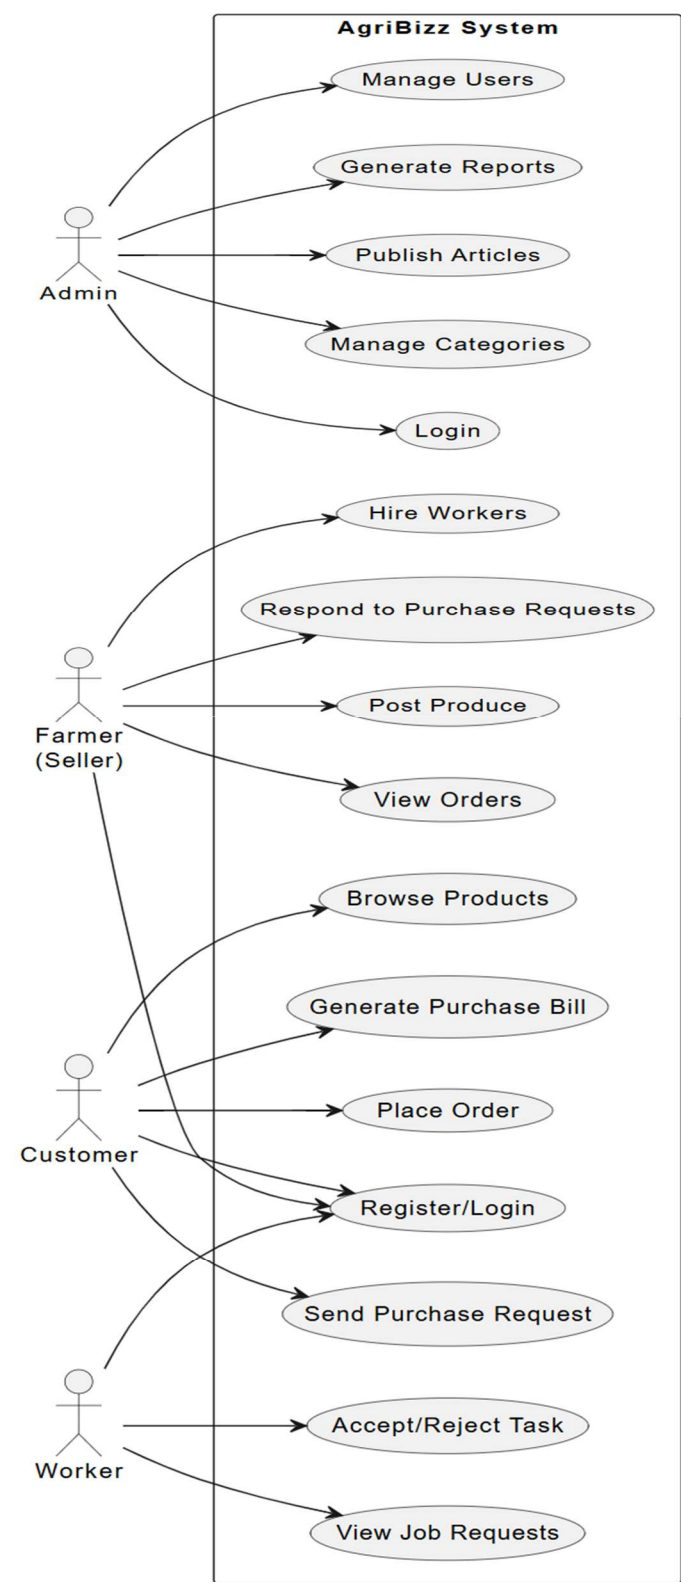 AgriBizz System
Manage Users
Generate Reports
Publish Articles
Admin
Manage Categories
Login
Hire Workers
Respond to Purchase Requests
Post Produce
Farmer
(Seller)
View Orders
Browse Products
Generate Purchase Bill
Place Order
Customer
Register/Login
Send Purchase Request
Accept/Reject Task
Worker
View Job Requests